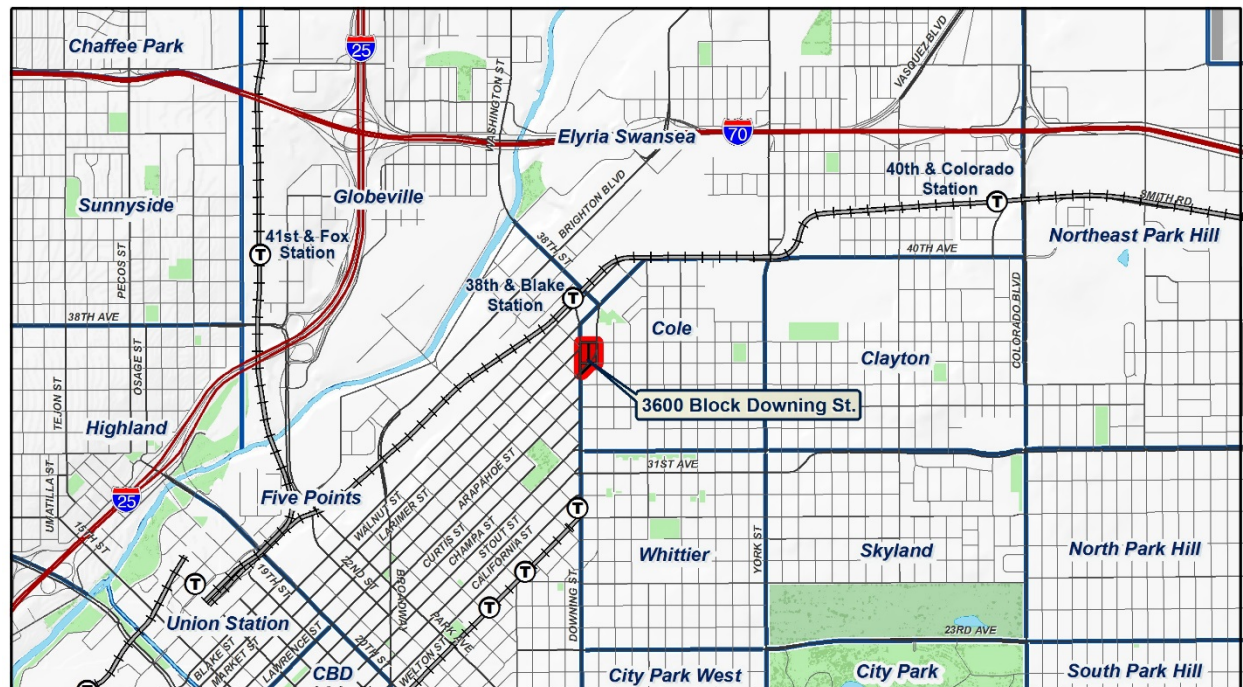 Chaffee Park
25
WASHINGTON ST
VASQUEZ BLVD
Elyria Swansea
70
BRIGHTON BLVD
40th & Colorado
Station
SMITH RD
Sunnyside
Globeville
41st & Fox
Station
PECOS ST
38TH ST
40TH AVE
Northeast Park Hill
38th & Blake
Station
COLORADO BLVD
38TH AVE
Cole
Clayton
OSAGE ST
TEJON ST
3600 Block Downing St.
Highland
31ST AVE
ARAPAHOE ST
25
UMATILLA ST
Five Points
WALNUT ST
LARIMER ST
CURTIS ST
CHAMPA ST
STOUT ST
CALIFORNIA ST
15TH ST
22ND ST
19TH ST
BROADWAY
Whittier
YORK ST
Skyland
North Park Hill
DOWNING ST
Union Station
PARK AVE
23RD AVE
BLAKE ST
MARKET ST
LAWRENCE ST
20TH ST
WELTON ST
CBD
City Park West
City Park
South Park Hill
T
T
T
T
T
T
T